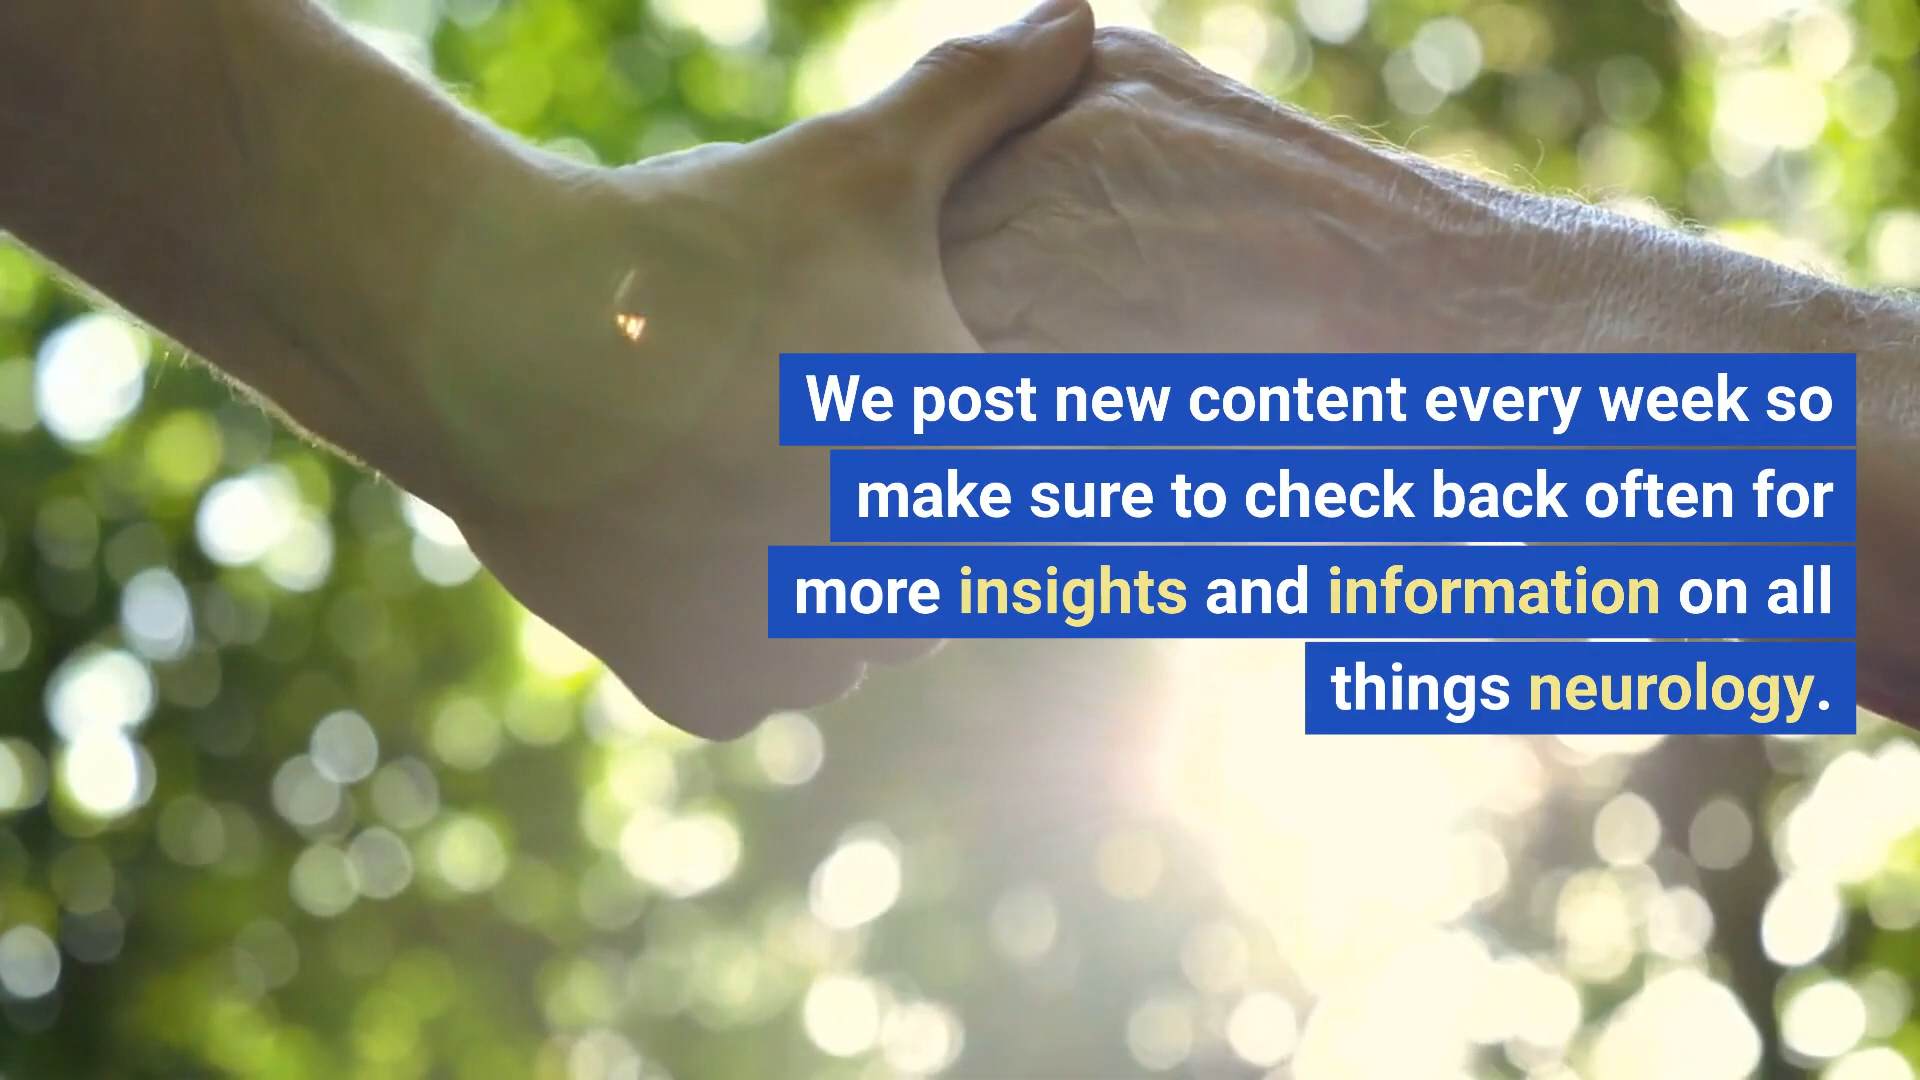 We post new content every week so
make sure to check back often for
more insights and information on all
things neurology.